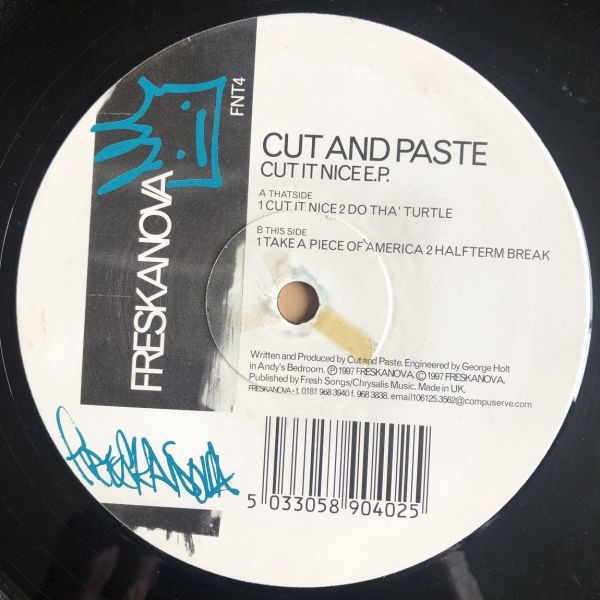 FNT4
FRESKANOVA
CUT AND PASTE
CUT IT NICE E.P.
A THATSIDE
1 CUT IT NICE 2 DO THA' TURTLE
B THIS SIDE
1 TAKE A PIECE OF AMERICA 2 HALFTERM BREAK
Written and Produced by Cut and Paste. Engineered by George Holt
in Andy's Bedroom. Ⓟ 1997 FRESKANOVA. © 1997 FRESKANOVA.
Published by Fresh Songs/Chrysalis Music. Made in UK.
FRESKANOVA - t. 0181 968 3940 f. 968 3838. email 106125.3562@compuserve.com
FRESKANOVA
5 033058 904025